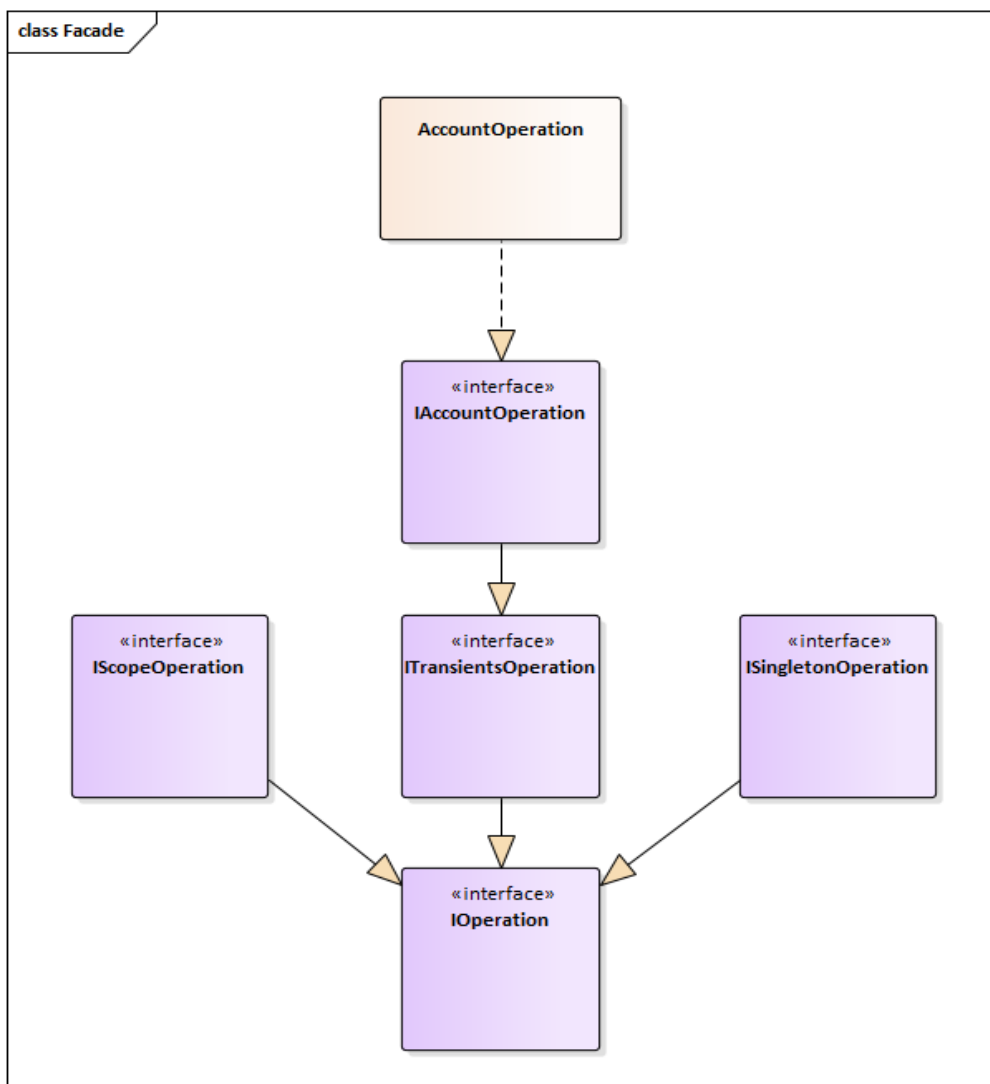 class Facade
AccountOperation
«interface»
IAccountOperation
«interface»
IScopeOperation
«interface»
ITransientsOperation
«interface»
ISingletonOperation
«interface»
IOperation